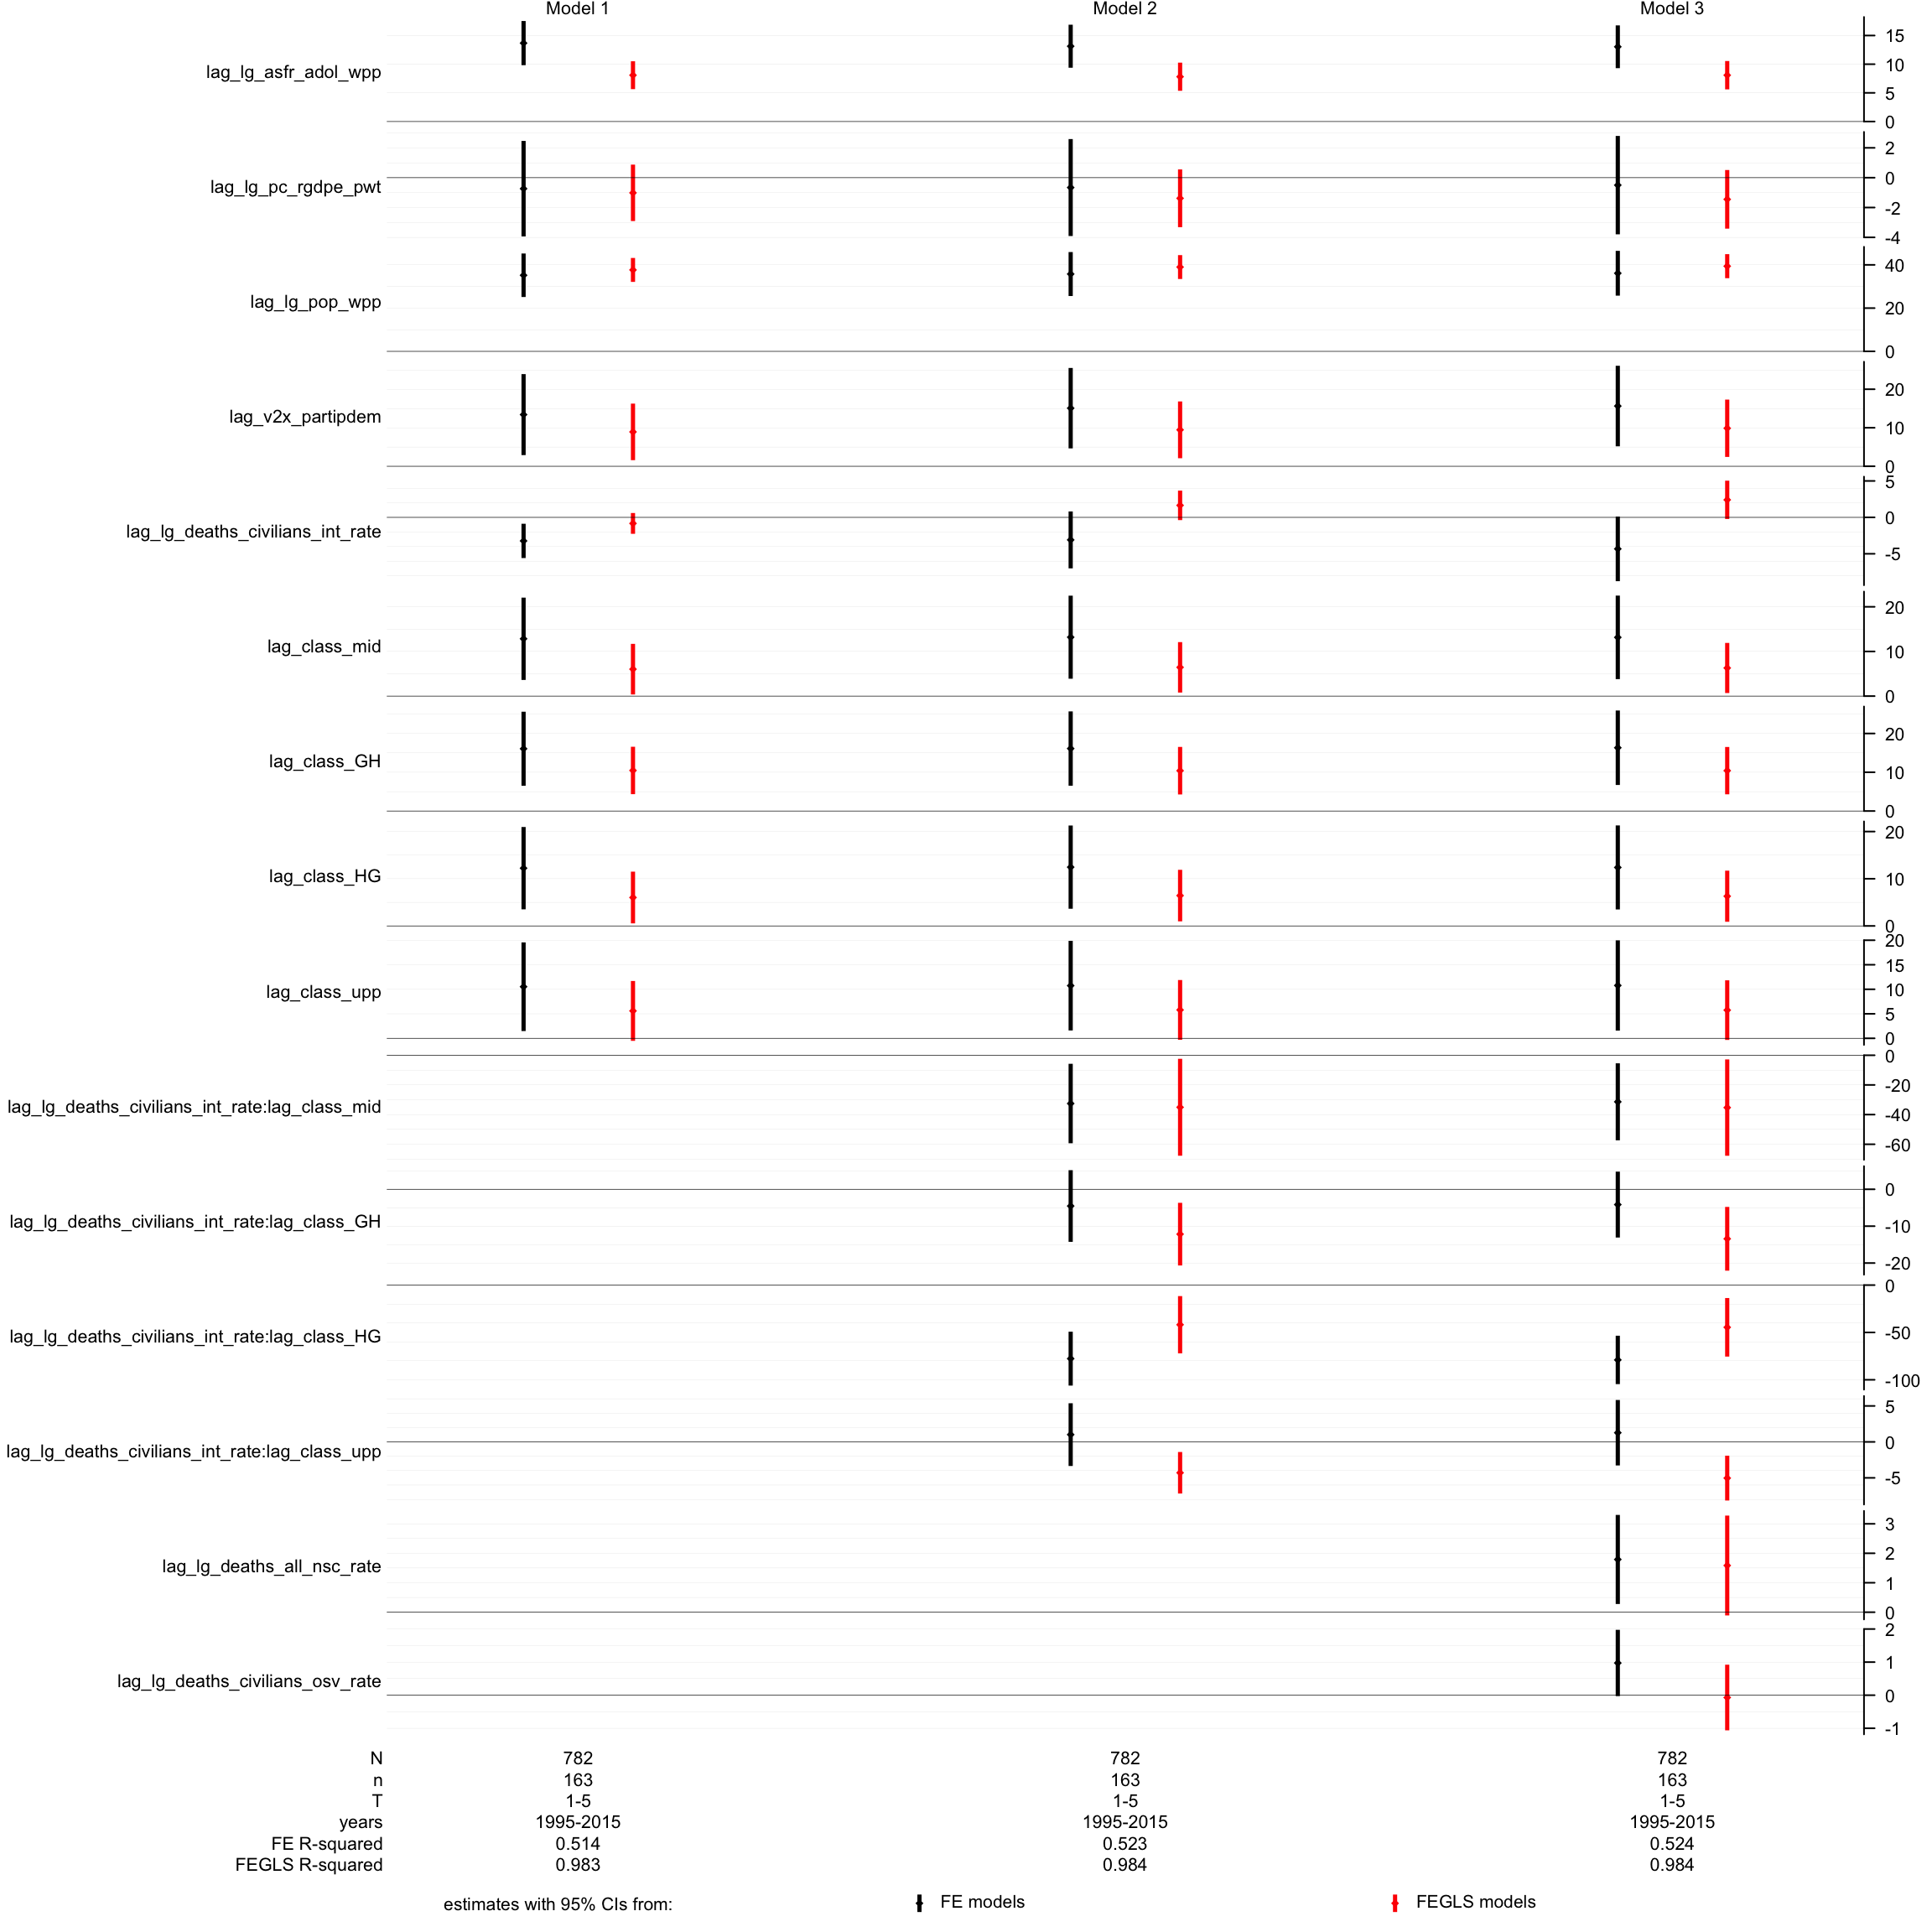 Model 1 Model 2 Model 3
lag_lg_asfr_adol_wpp
15
10
5
0
lag_lg_pc_rgdpe_pwt
2
0
-2
-4
lag_lg_pop_wpp
40
20
0
lag_v2x_partipdem
20
10
0
lag_lg_deaths_civilians_int_rate
5
0
-5
lag_class_mid
20
10
0
lag_class_GH
20
10
0
lag_class_HG
20
10
0
lag_class_upp
20
15
10
5
0
lag_lg_deaths_civilians_int_rate:lag_class_mid
0
-20
-40
-60
lag_lg_deaths_civilians_int_rate:lag_class_GH
0
-10
-20
lag_lg_deaths_civilians_int_rate:lag_class_HG
0
-50
-100
lag_lg_deaths_civilians_int_rate:lag_class_upp
5
0
-5
lag_lg_deaths_all_nsc_rate
3
2
1
0
lag_lg_deaths_civilians_osv_rate
2
1
0
-1
N 782 782 782
n 163 163 163
T 1-5 1-5 1-5
years 1995-2015 1995-2015 1995-2015
FE R-squared 0.514 0.523 0.524
FEGLS R-squared 0.983 0.984 0.984
estimates with 95% CIs from: FE models FEGLS models